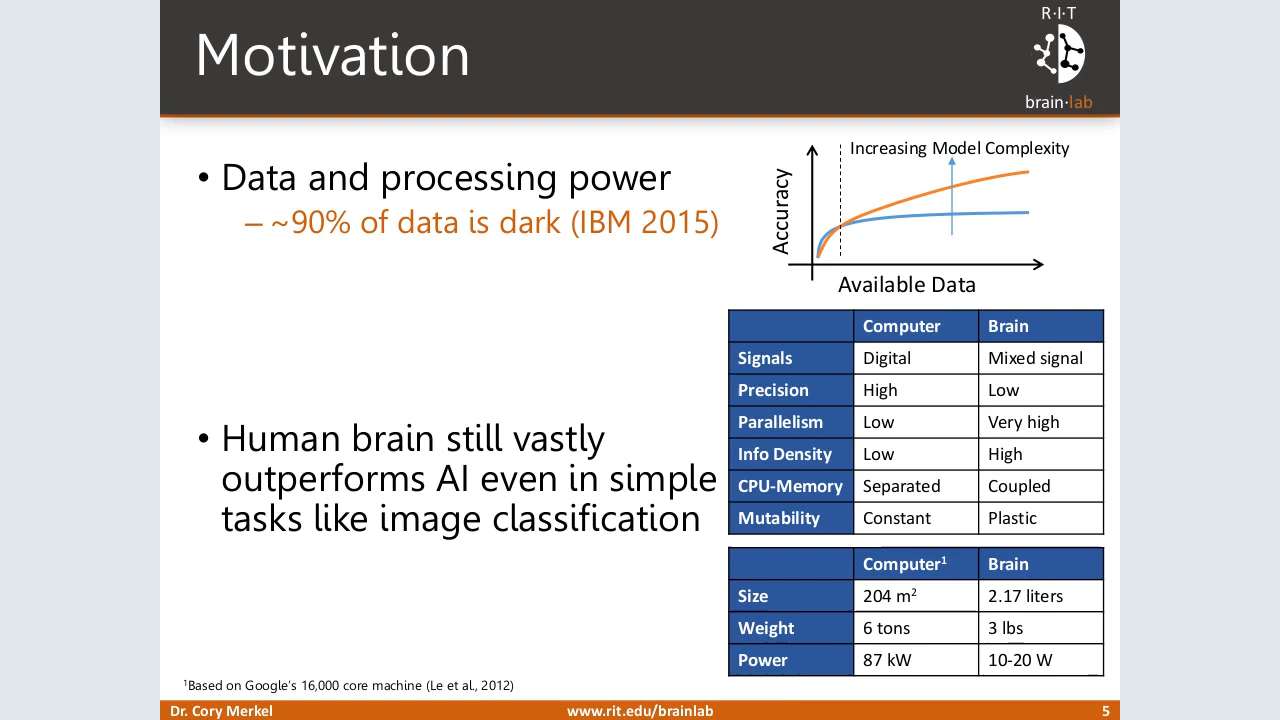 Motivation
R·I·T
brain·lab
• Data and processing power
– ~90% of data is dark (IBM 2015)
Increasing Model Complexity
Accuracy
Available Data
• Human brain still vastly
outperforms AI even in simple
tasks like image classification
Computer Brain
Signals Digital Mixed signal
Precision High Low
Parallelism Low Very high
Info Density Low High
CPU-Memory Separated Coupled
Mutability Constant Plastic
Computer¹ Brain
Size 204 m² 2.17 liters
Weight 6 tons 3 lbs
Power 87 kW 10-20 W
¹Based on Google's 16,000 core machine (Le et al., 2012)
Dr. Cory Merkel www.rit.edu/brainlab 5